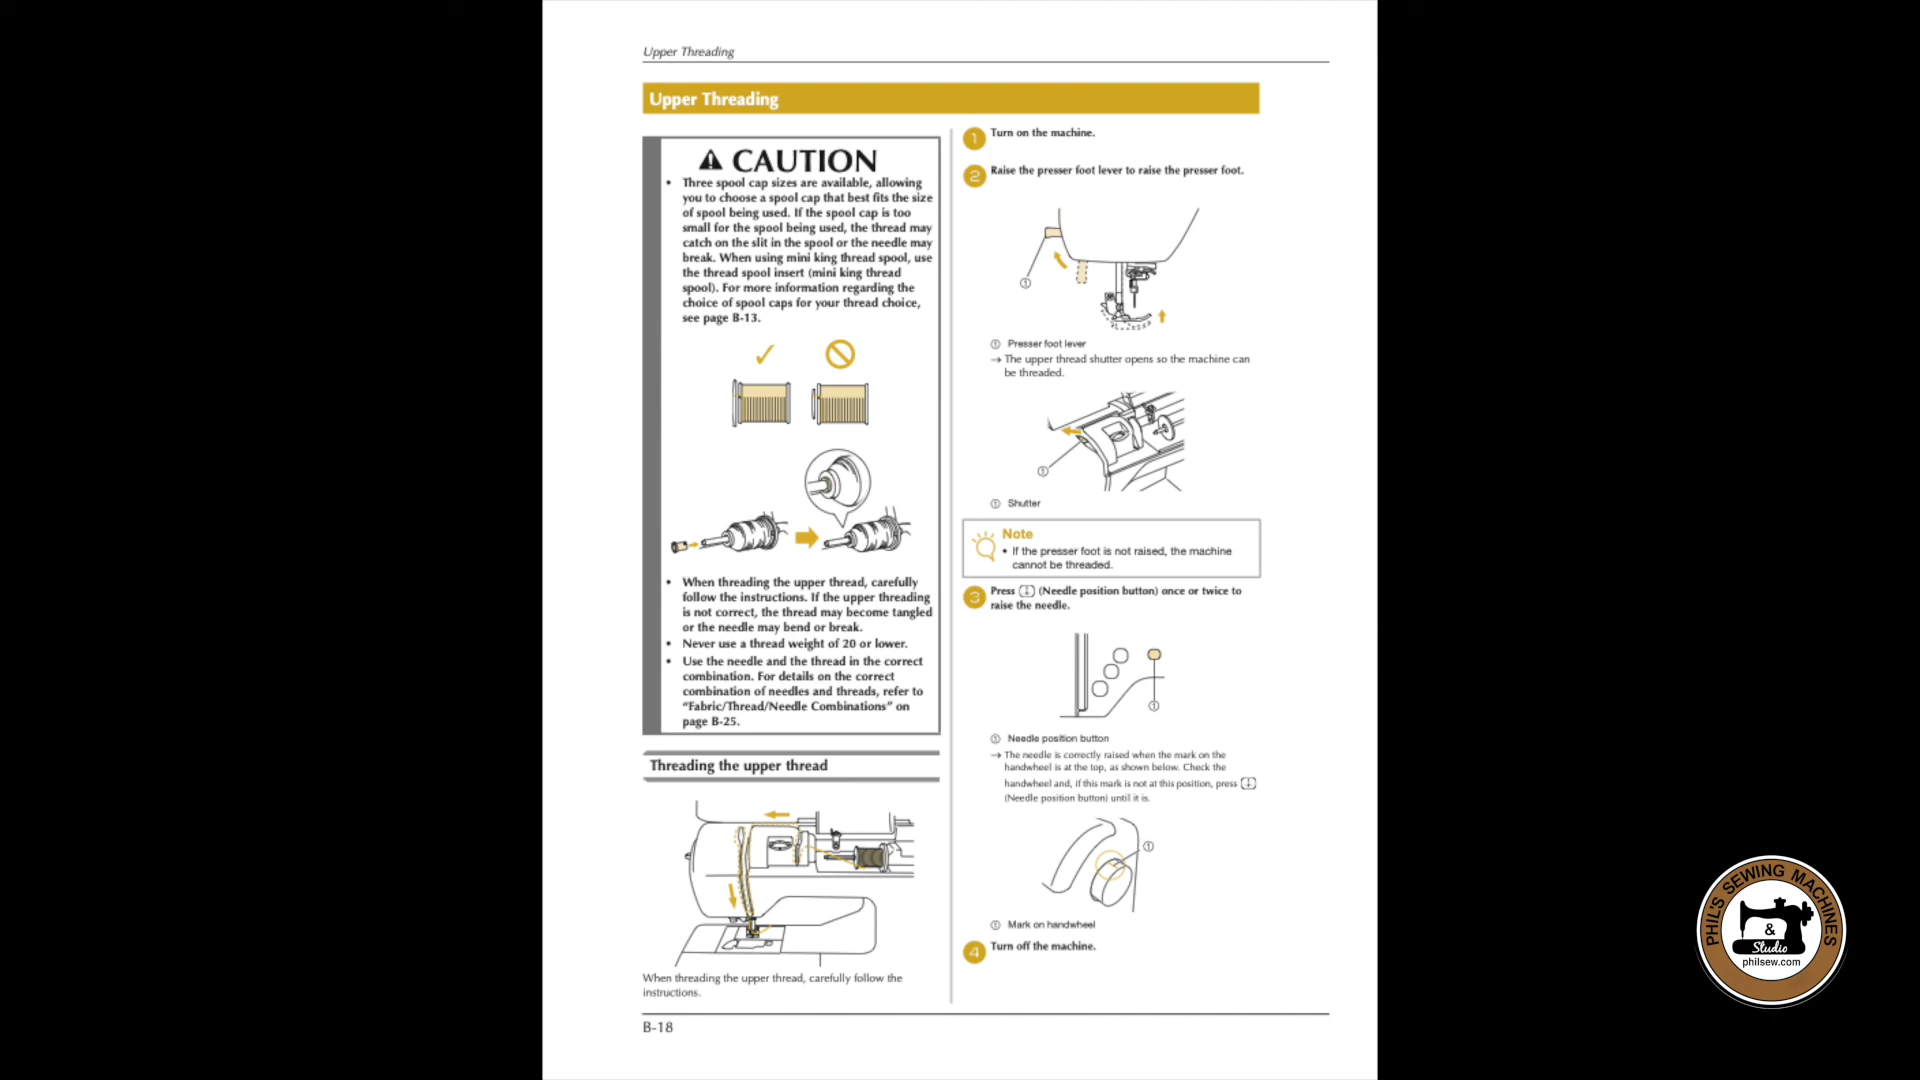 Upper Threading
Upper Threading
CAUTION
• Three spool cap sizes are available, allowing
you to choose a spool cap that best fits the size
of spool being used. If the spool cap is too
small for the spool being used, the thread may
catch on the slit in the spool or the needle may
break. When using mini king thread spool, use
the thread spool insert (mini king thread
spool). For more information regarding the
choice of spool caps for your thread choice,
see page B-13.
• When threading the upper thread, carefully
follow the instructions. If the upper threading
is not correct, the thread may become tangled
or the needle may bend or break.
• Never use a thread weight of 20 or lower.
• Use the needle and the thread in the correct
combination. For details on the correct
combination of needles and threads, refer to
“Fabric/Thread/Needle Combinations” on
page B-25.
Threading the upper thread
When threading the upper thread, carefully follow the
instructions.
1 Turn on the machine.
2 Raise the presser foot lever to raise the presser foot.
①
① Presser foot lever
→ The upper thread shutter opens so the machine can
be threaded.
①
① Shutter
Note
• If the presser foot is not raised, the machine
cannot be threaded.
3 Press (Needle position button) once or twice to
raise the needle.
①
① Needle position button
→ The needle is correctly raised when the mark on the
handwheel is at the top, as shown below. Check the
handwheel and, if this mark is not at this position, press
(Needle position button) until it is.
①
① Mark on handwheel
4 Turn off the machine.
B-18
PHIL'S SEWING MACHINES
&
Studio
philsew.com